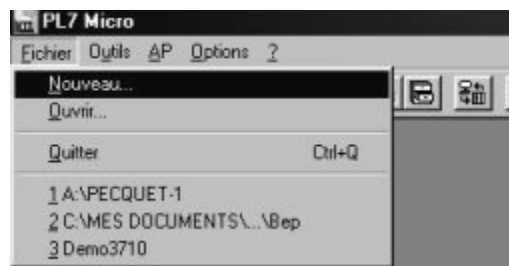 PL7 Micro
Fichier Outils AP Options ?
Nouveau...
Ouvrir...
Quitter Ctrl+Q
1 A:\PECQUET-1
2 C:\MES DOCUMENTS\...\Bep
3 Demo3710